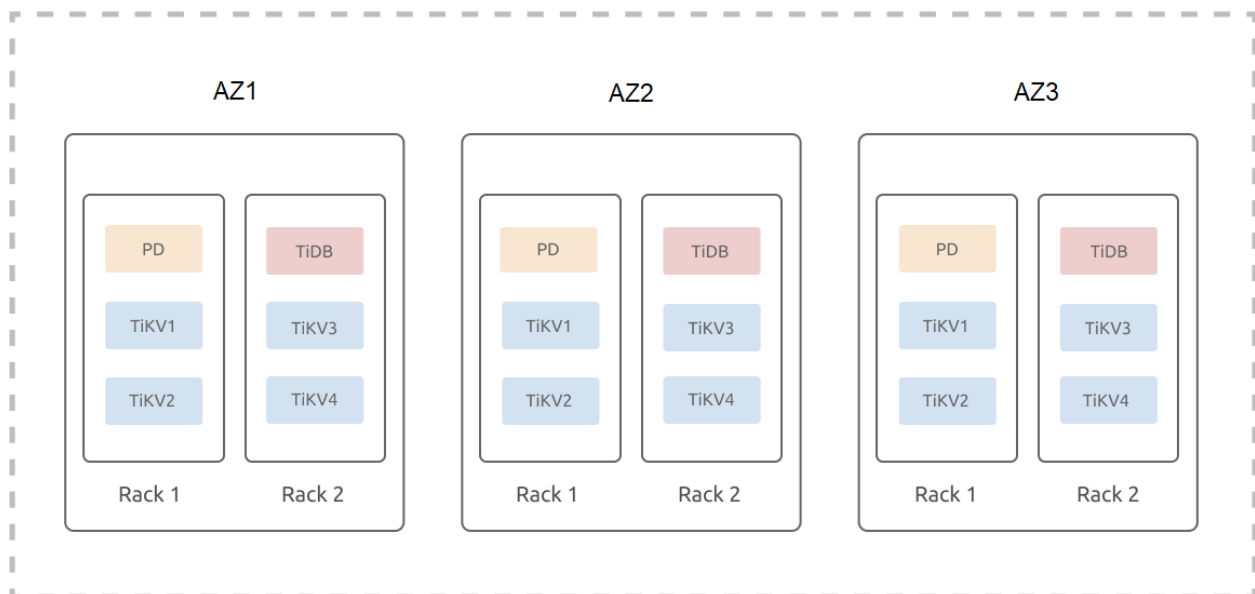 AZ1
AZ2
AZ3
PD
TiDB
TiKV1
TiKV3
TiKV2
TiKV4
Rack 1
Rack 2
PD
TiDB
TiKV1
TiKV3
TiKV2
TiKV4
Rack 1
Rack 2
PD
TiDB
TiKV1
TiKV3
TiKV2
TiKV4
Rack 1
Rack 2